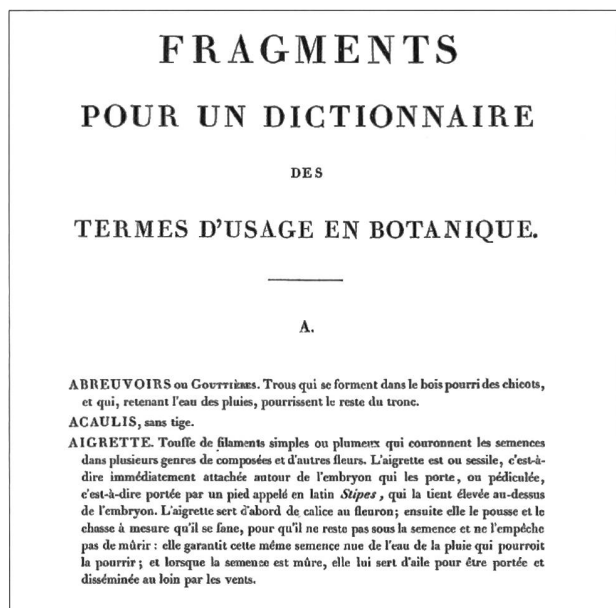 FRAGMENTS
POUR UN DICTIONNAIRE
DES
TERMES D'USAGE EN BOTANIQUE.
A.
ABREUVOIRS ou GOUTTIÈRES. Trous qui se forment dans le bois pourri des chicots,
et qui, retenant l'eau des pluies, pourrissent le reste du tronc.
ACAULIS, sans tige.
AIGRETTE. Touffe de filaments simples ou plumeux qui couronnent les semences
dans plusieurs genres de composées et d'autres fleurs. L'aigrette est ou sessile, c'est-à-
dire immédiatement attachée autour de l'embryon qui les porte, ou pédiculée,
c'est-à-dire portée par un pied appelé en latin Stipes, qui la tient élevée au-dessus
de l'embryon. L'aigrette sert d'abord de calice au fleuron; ensuite elle le pousse et le
chasse à mesure qu'il se fane, pour qu'il ne reste pas sous la semence et ne l'empêche
pas de mûrir : elle garantit cette même semence nue de l'eau de la pluie qui pourroit
la pourrir ; et lorsque la semence est mûre, elle lui sert d'aile pour être portée et
disséminée au loin par les vents.